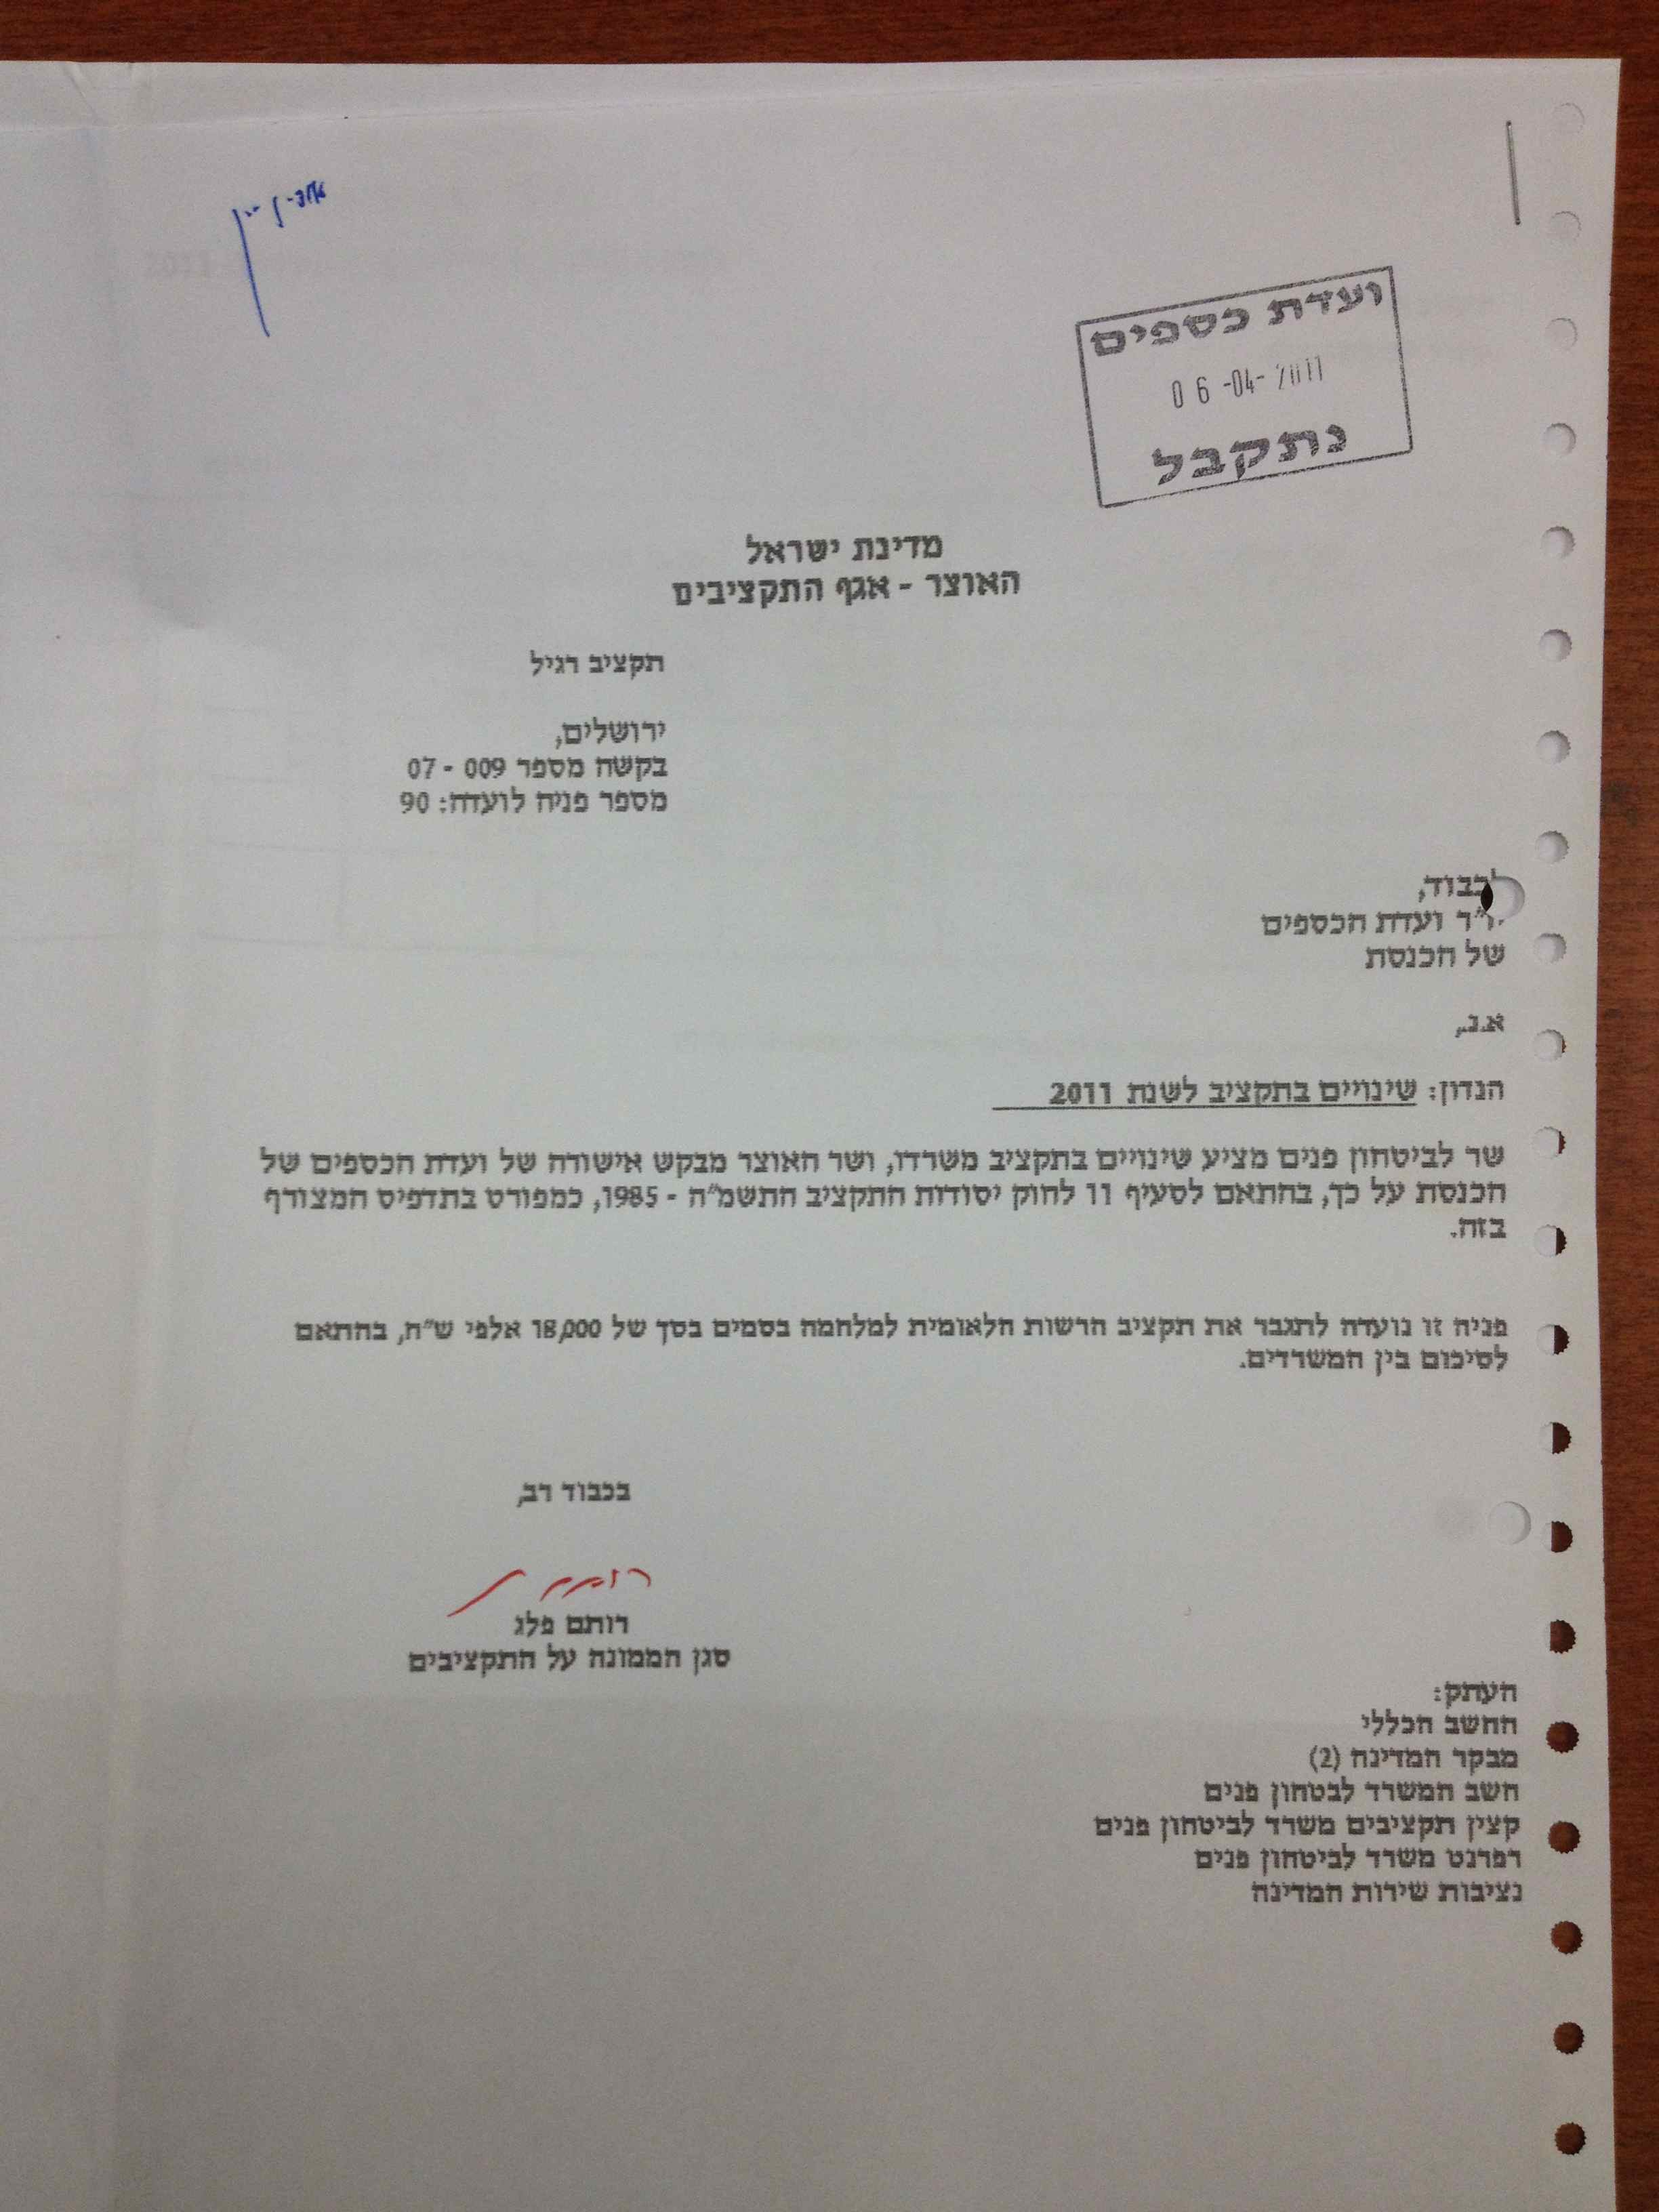 ועדת כספים
06-04-2011
נתקבל
מדינת ישראל
האוצר - אגף התקציבים
תקציב רגיל
ירושלים,
בקשה מספר 009 - 07
מספר פניה לועדה: 90
לכבוד,
יו"ר ועדת הכספים
של הכנסת
א.נ.,
הנדון: שינויים בתקציב לשנת 2011
שר לביטחון פנים מציע שינויים בתקציב משרדו, ושר האוצר מבקש אישורה של ועדת הכספים של
הכנסת על כך, בהתאם לסעיף 11 לחוק יסודות התקציב התשמ"ה - 1985, כמפורט בתדפיס המצורף
בזה.
פניה זו נועדה לתגבר את תקציב הרשות הלאומית למלחמה בסמים בסך של 18,000 אלפי ש"ח, בהתאם
לסיכום בין המשרדים.
בכבוד רב,
רותם פלג
סגן הממונה על התקציבים
העתק:
החשב הכללי
מבקר המדינה (2)
חשב המשרד לבטחון פנים
קצין תקציבים משרד לביטחון פנים
רפרנט משרד לביטחון פנים
נציבות שירות המדינה